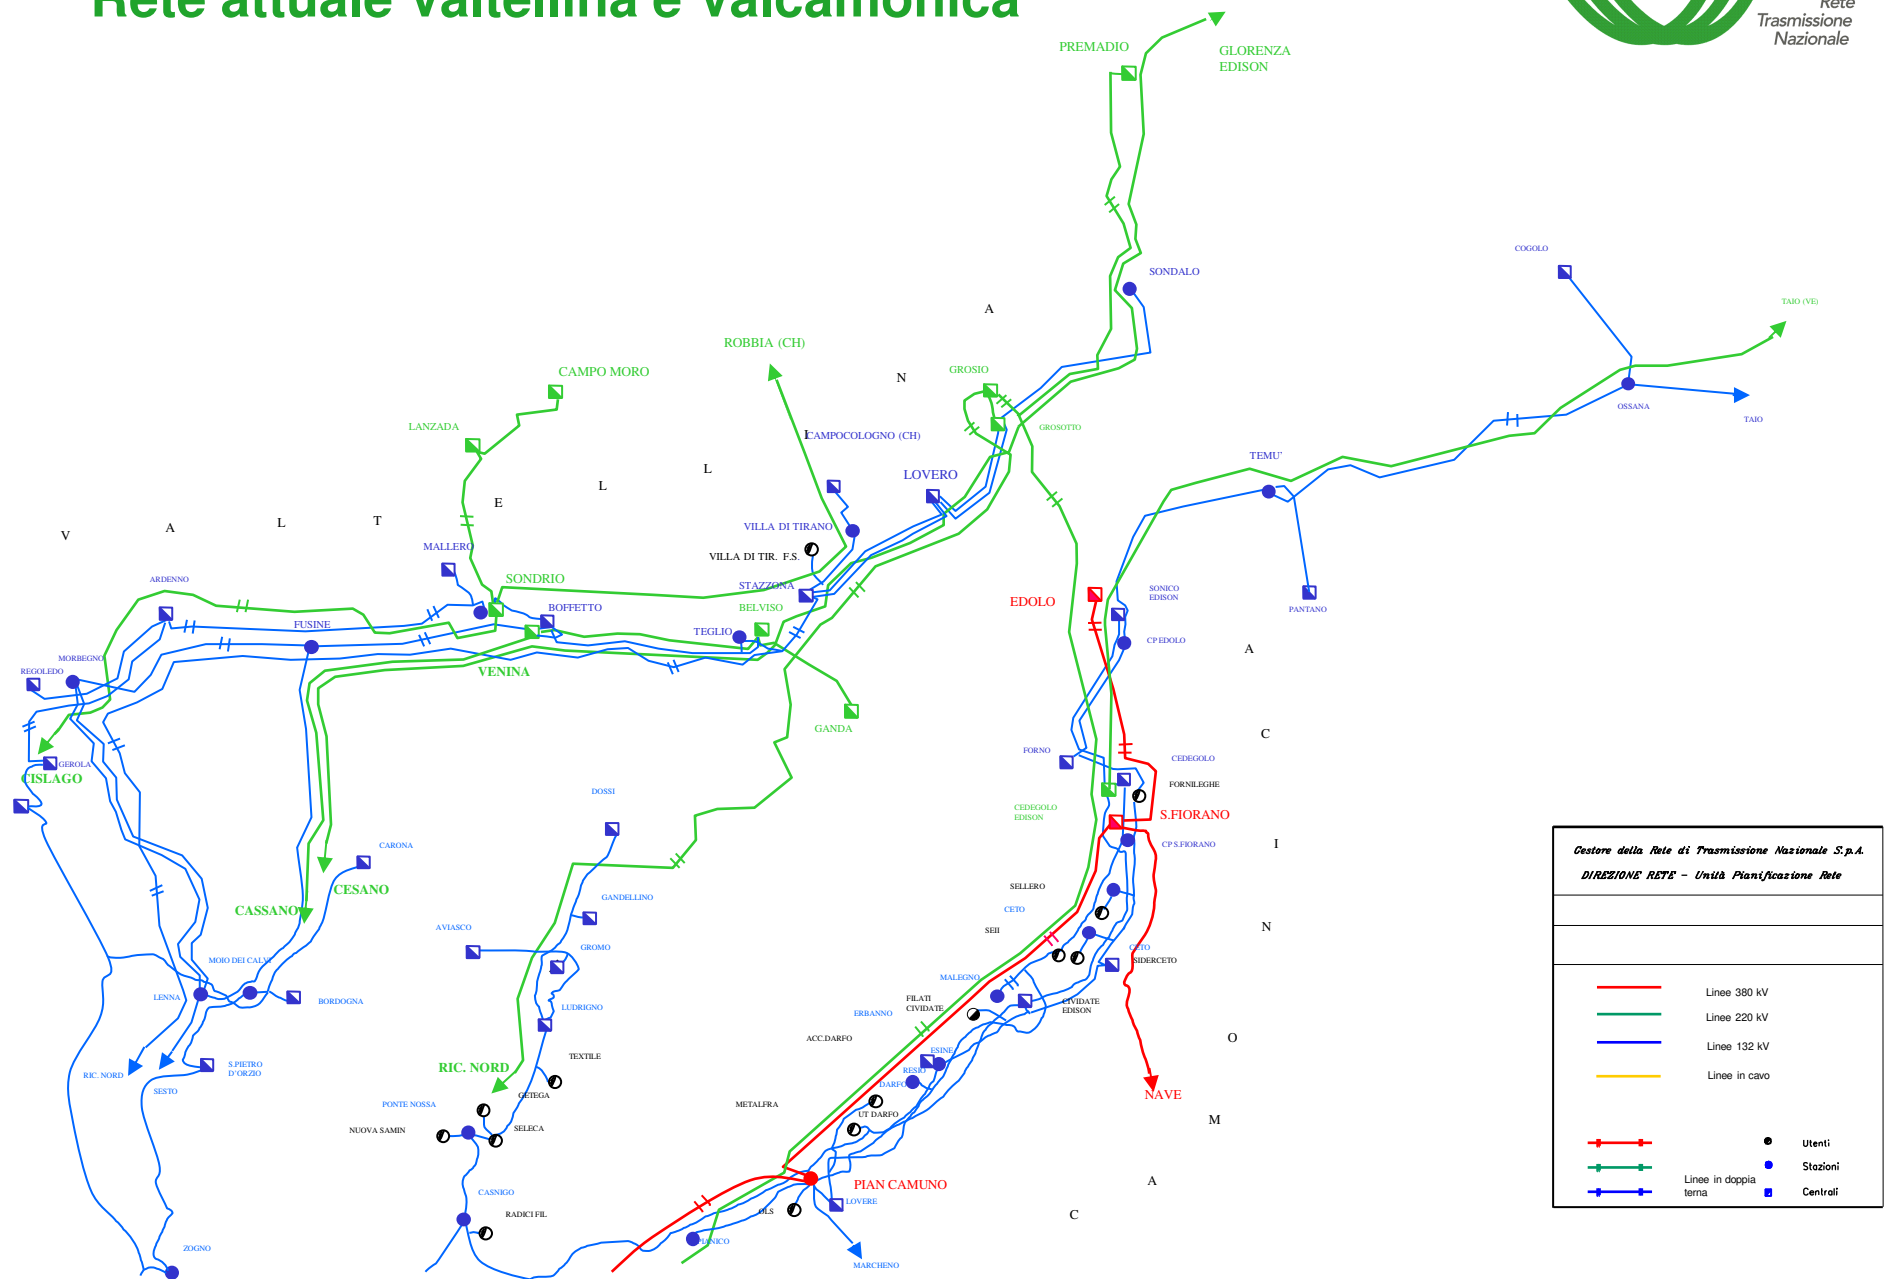 Rete attuale Valtellina e Valcamonica
Rete
Trasmissione
Nazionale
PREMADIO
GLORENZA
EDISON
SONDALO
COGOLO
TAIO (VE)
A
ROBBIA (CH)
CAMPO MORO
N
GROSIO
OSSANA
TAIO
LANZADA
I
CAMPOCOLOGNO (CH)
GROSOTTO
TEMU'
L
LOVERO
L
E
T
L
A
V
VILLA DI TIRANO
MALLERO
VILLA DI TIR. F.S.
ARDENNO
SONDRIO
STAZZONA
SONICO
EDISON
EDOLO
BOFFETTO
BELVISO
PANTANO
FUSINE
TEGLIO
CP EDOLO
A
MORBEGNO
REGOLEDO
VENINA
GANDA
C
FORNO
CEDEGOLO
GEROLA
CISLAGO
FORNILEGHE
DOSSI
CEDEGOLO
EDISON
S.FIORANO
CARONA
CP S.FIORANO
I
CESANO
SELLERO
GANDELLINO
CASSANO
CETO
AVIASCO
SEII
N
GROMO
CETO
MOIO DEI CALVI
SIDERCETO
MALEGNO
LENNA
BORDOGNA
FILATI
CIVIDATE
CIVIDATE
EDISON
LUDRIGNO
ERBANNO
ACC.DARFO
O
ESINE
TEXTILE
RIC. NORD
S.PIETRO
D'ORZIO
RESIO
RIC. NORD
DARFO
SESTO
GETEGA
NAVE
PONTE NOSSA
METALFRA
UT DARFO
M
NUOVA SAMIN
SELECA
PIAN CAMUNO
A
CASNIGO
LOVERE
RADICI FIL
OLS
C
PIANICO
ZOGNO
MARCHENO
Gestore della Rete di Trasmissione Nazionale S.p.A.
DIREZIONE RETE - Unità Pianificazione Rete
Linee 380 kV
Linee 220 kV
Linee 132 kV
Linee in cavo
Utenti
Stazioni
Linee in doppia
terna
Centrali